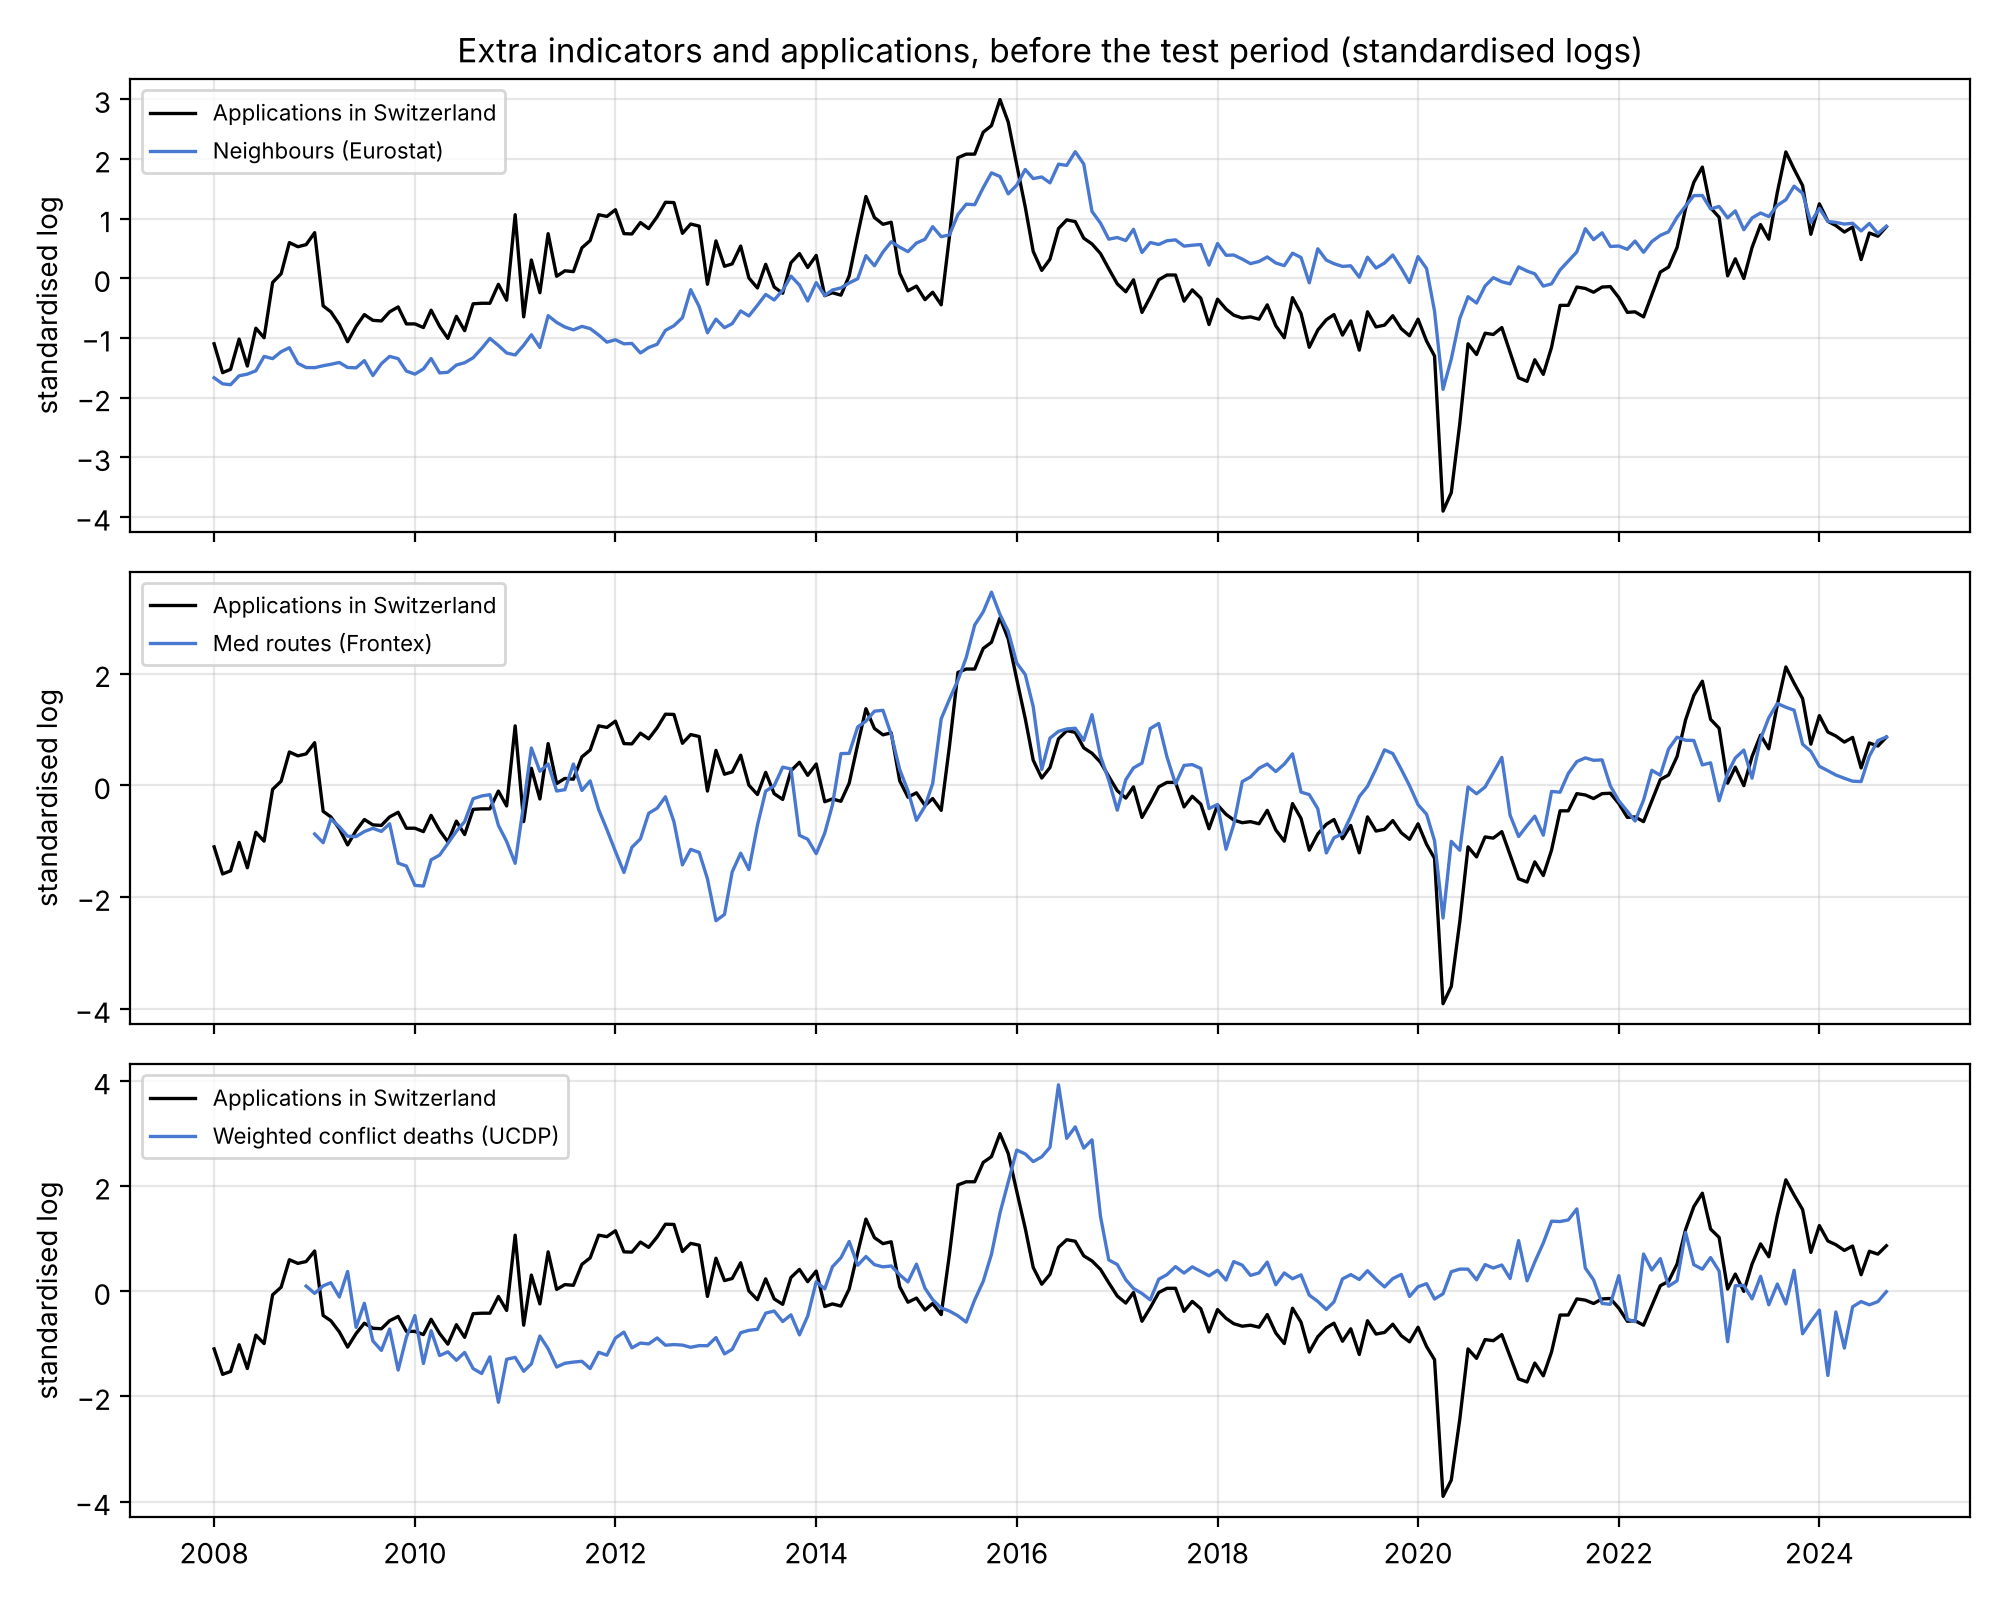 Extra indicators and applications, before the test period (standardised logs)
Applications in Switzerland
Neighbours (Eurostat)
standardised log
3
2
1
0
−1
−2
−3
−4
Applications in Switzerland
Med routes (Frontex)
standardised log
2
0
−2
−4
Applications in Switzerland
Weighted conflict deaths (UCDP)
standardised log
4
2
0
−2
−4
2008 2010 2012 2014 2016 2018 2020 2022 2024